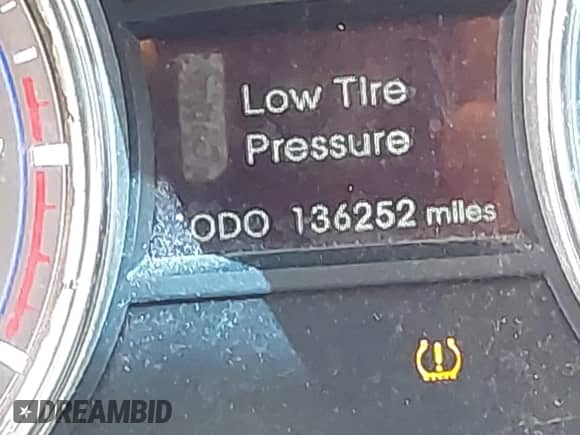 Low Tire
Pressure
ODO 136252 miles
DREAMBID